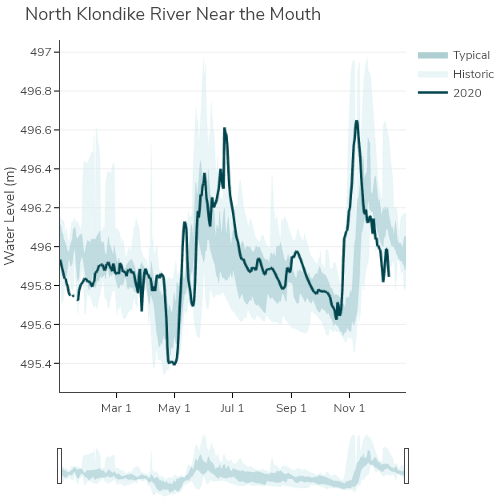 North Klondike River Near the Mouth
497
496.8
496.6
496.4
496.2
496
495.8
495.6
495.4
Water Level (m)
Mar 1
May 1
Jul 1
Sep 1
Nov 1
Typical
Historic
2020